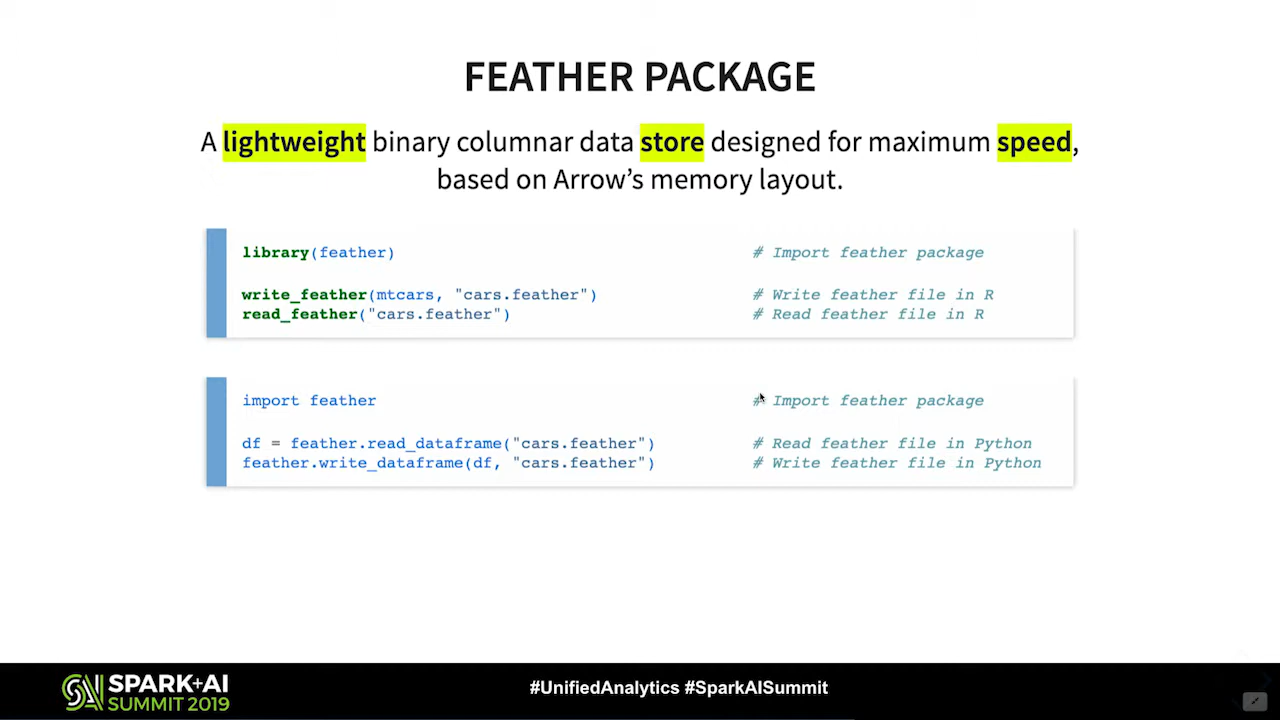 FEATHER PACKAGE
A lightweight binary columnar data store designed for maximum speed,
based on Arrow’s memory layout.
library(feather) # Import feather package
write_feather(mtcars, "cars.feather") # Write feather file in R
read_feather("cars.feather") # Read feather file in R
import feather # Import feather package
df = feather.read_dataframe("cars.feather") # Read feather file in Python
feather.write_dataframe(df, "cars.feather") # Write feather file in Python
SPARK+AI
SUMMIT 2019
#UnifiedAnalytics #SparkAISummit